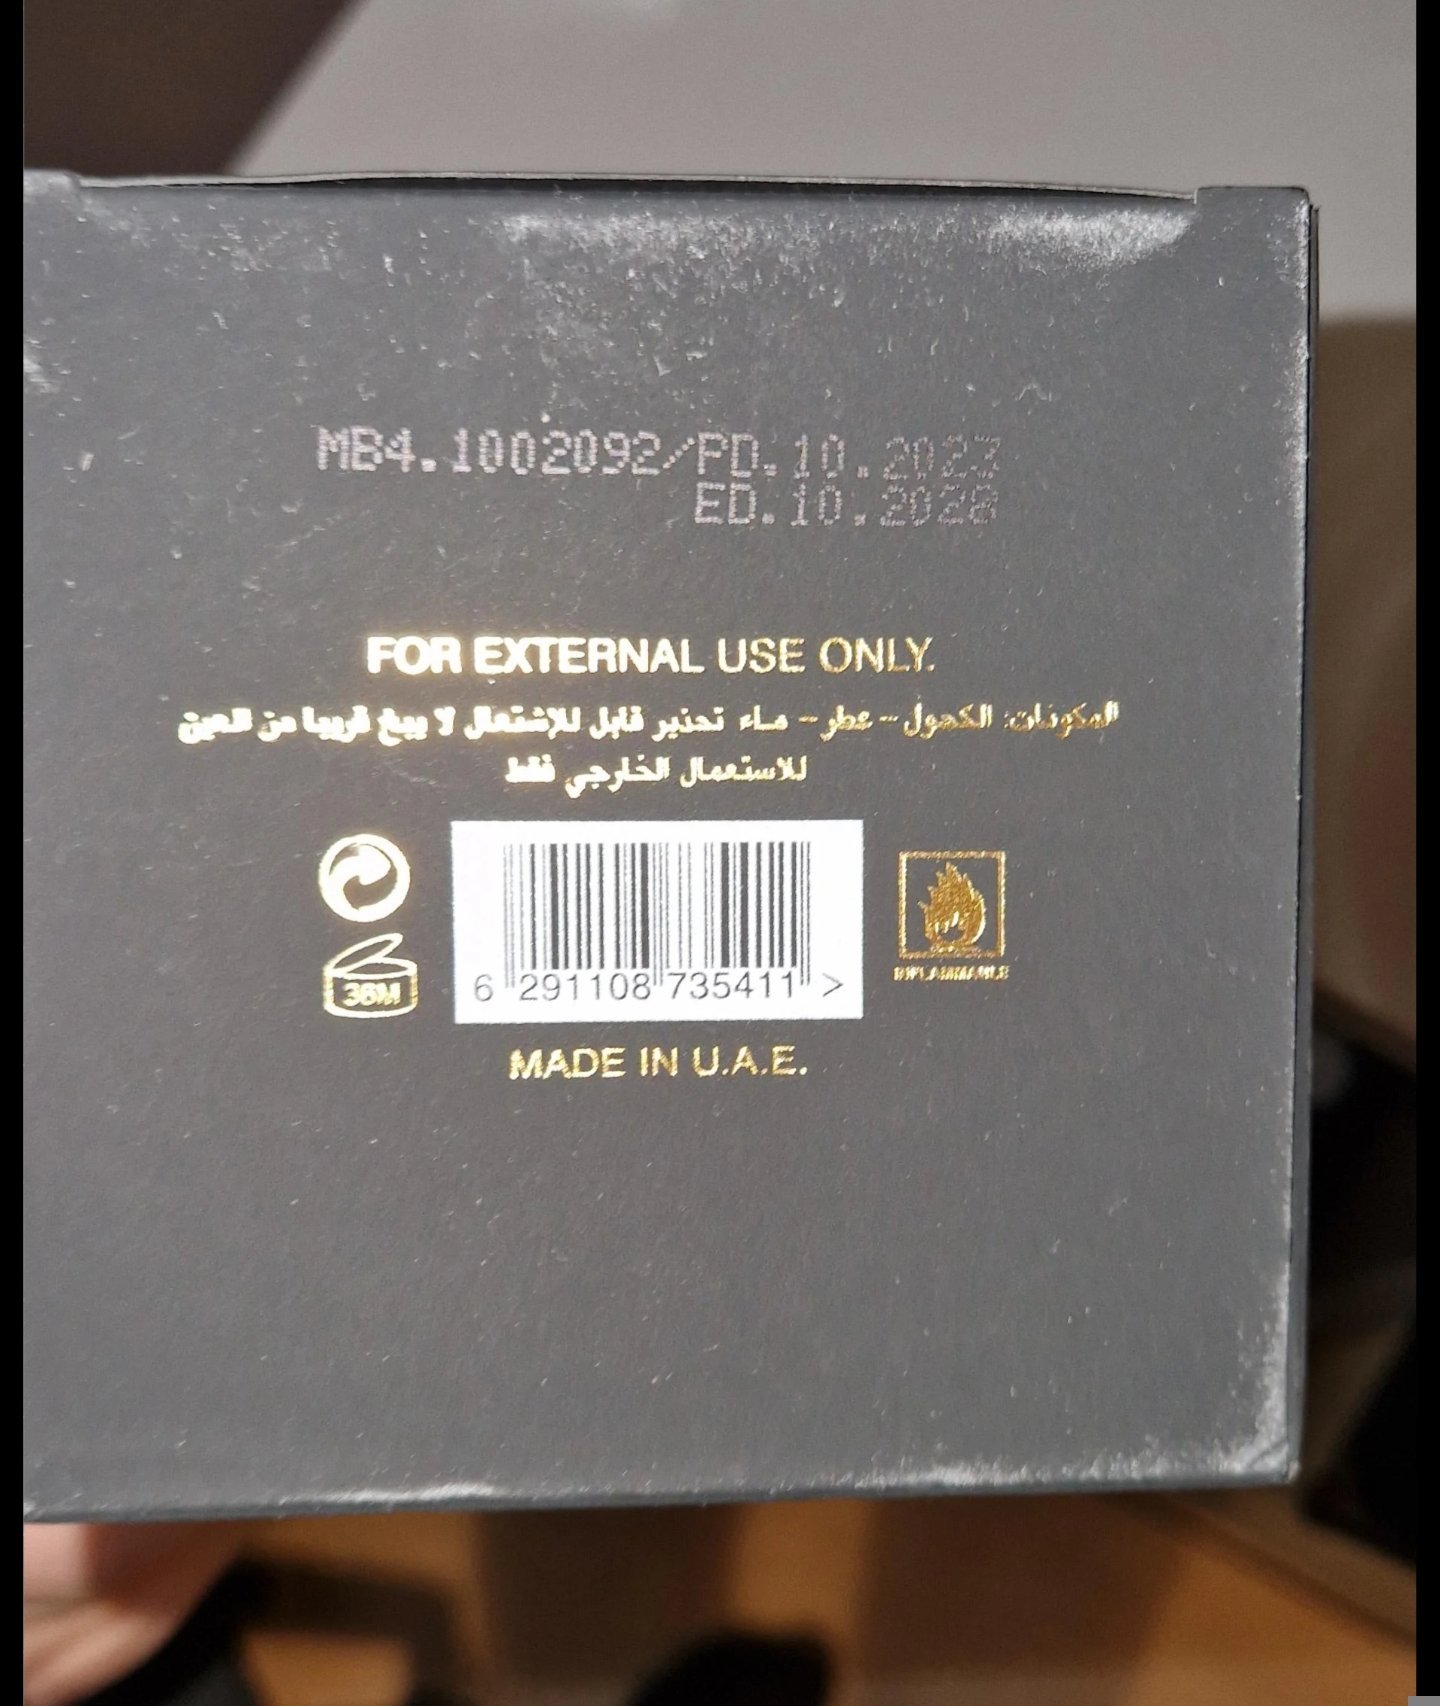 MB4.1002092/PD.10.2023
ED.10.2028
FOR EXTERNAL USE ONLY.
المكونات: الكحول - عطر - ماء تحذير قابل للإشتعال لا يبخ قريبا من العين
للاستعمال الخارجي فقط
36M
6 291108 735411 >
INFLAMMABLE
MADE IN U.A.E.